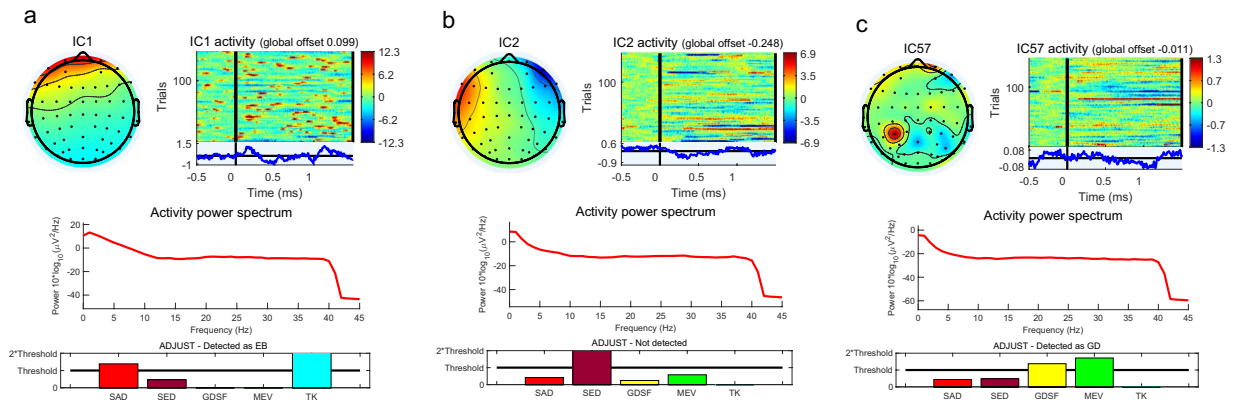 a
IC1
IC1 activity (global offset 0.099)
Trials
100
12.3
6.2
0.0
-6.2
-12.3
1.5
-1
-0.5 0 0.5 1
Time (ms)
Activity power spectrum
Power 10*log10(μV2/Hz)
20
0
-20
-40
0 5 10 15 20 25 30 35 40 45
Frequency (Hz)
ADJUST - Detected as EB
2*Threshold
Threshold
0
SAD SED GDSF MEV TK
b
IC2
IC2 activity (global offset -0.248)
Trials
100
6.9
3.4
0.0
-3.4
-6.9
0.6
-0.9
-0.5 0 0.5 1
Time (ms)
Activity power spectrum
Power 10*log10(μV2/Hz)
0
-20
-40
0 5 10 15 20 25 30 35 40 45
Frequency (Hz)
ADJUST - Not detected
2*Threshold
Threshold
0
SAD SED GDSF MEV TK
c
IC57
IC57 activity (global offset -0.011)
Trials
100
1.3
0.7
0.0
-0.7
-1.3
0.08
-0.08
-0.5 0 0.5 1
Time (ms)
Activity power spectrum
Power 10*log10(μV2/Hz)
0
-20
-40
-60
0 5 10 15 20 25 30 35 40 45
Frequency (Hz)
ADJUST - Detected as GD
2*Threshold
Threshold
0
SAD SED GDSF MEV TK